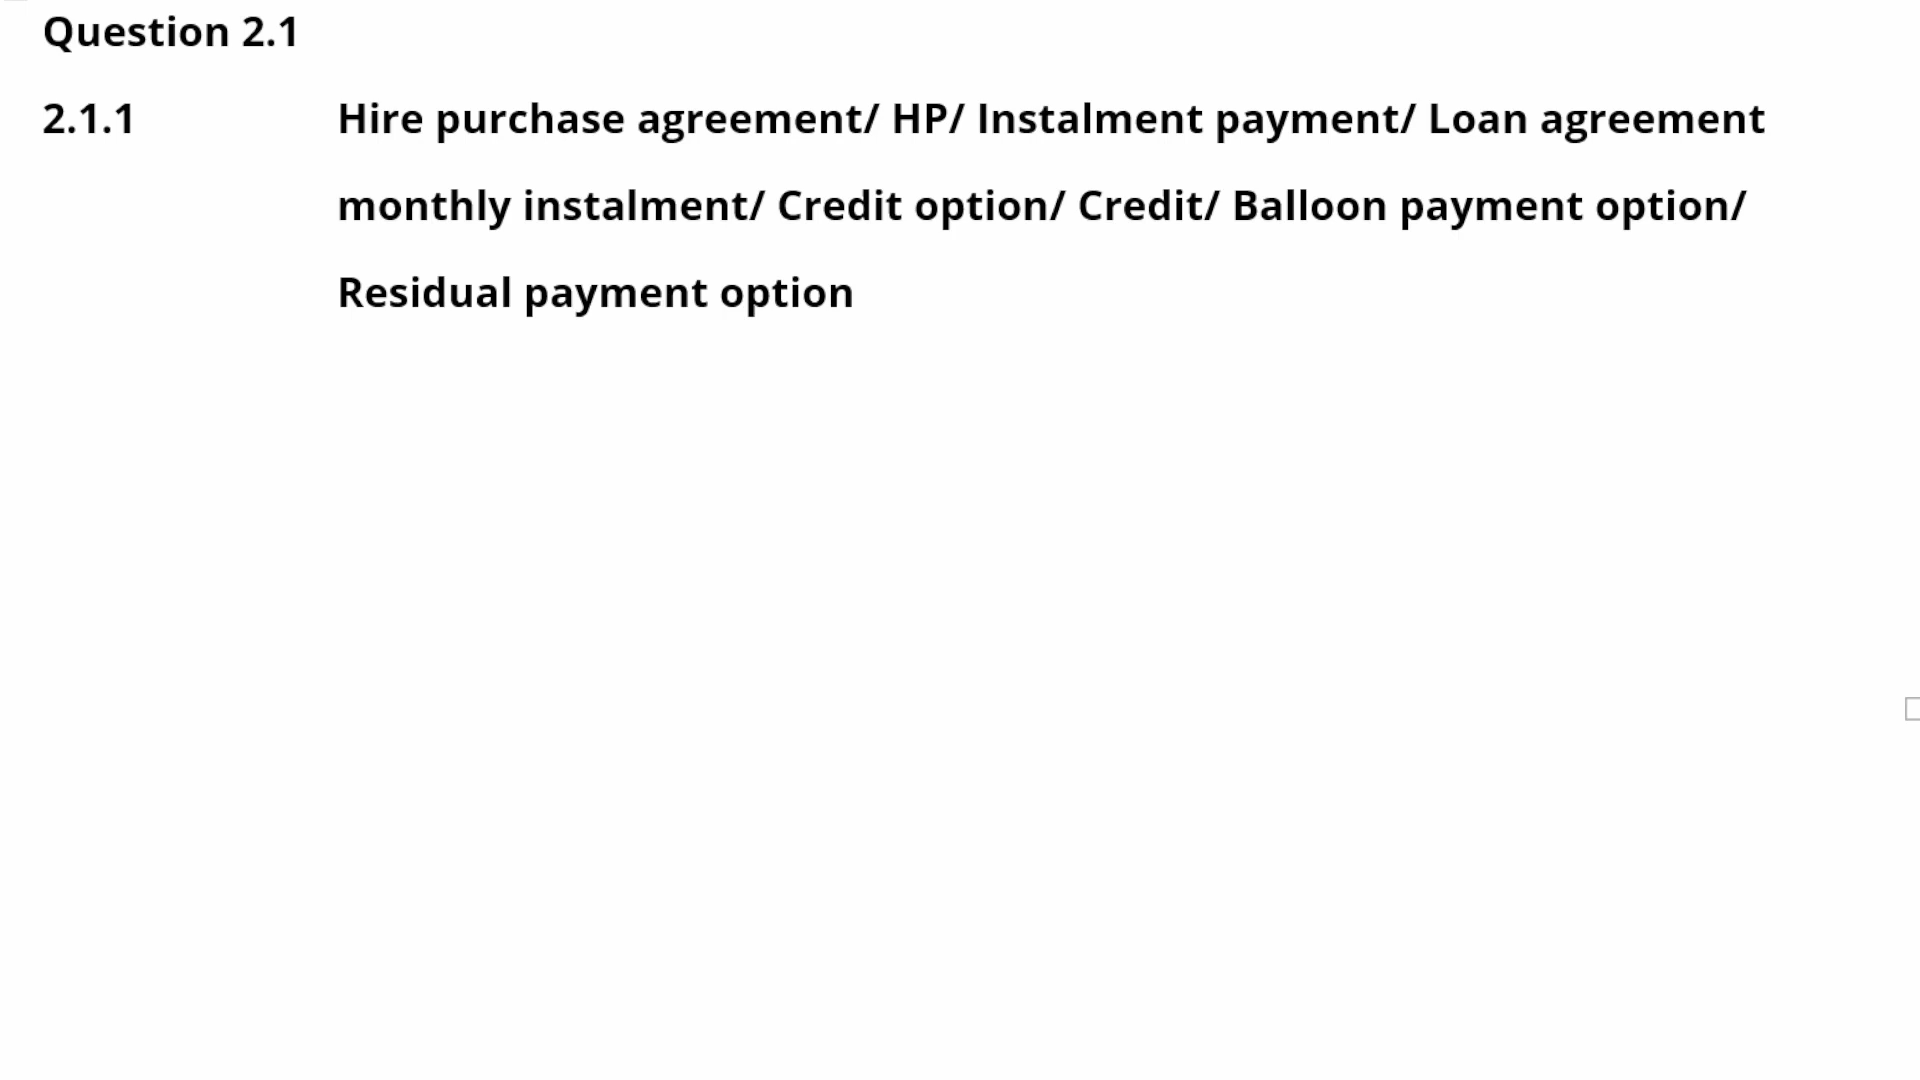 Question 2.1
2.1.1 Hire purchase agreement/ HP/ Instalment payment/ Loan agreement
monthly instalment/ Credit option/ Credit/ Balloon payment option/
Residual payment option